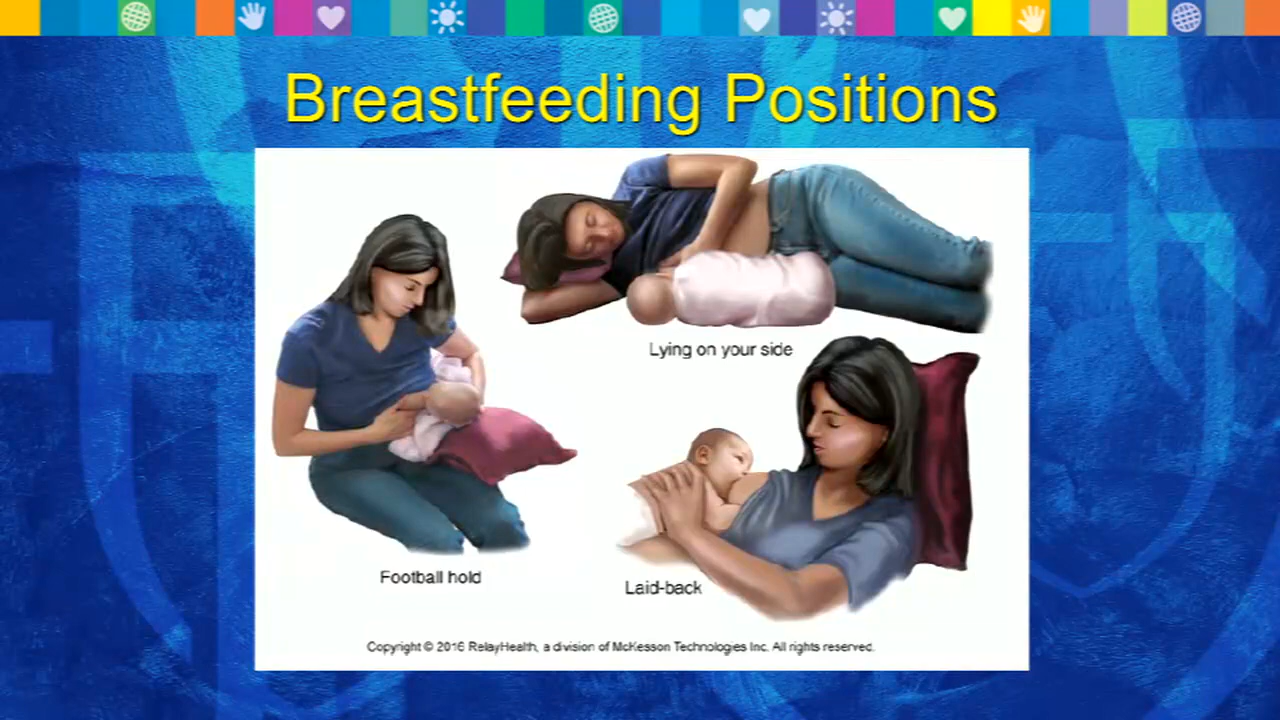 Breastfeeding Positions
Lying on your side
Football hold
Laid-back
Copyright © 2016 RelayHealth, a division of McKesson Technologies Inc. All rights reserved.